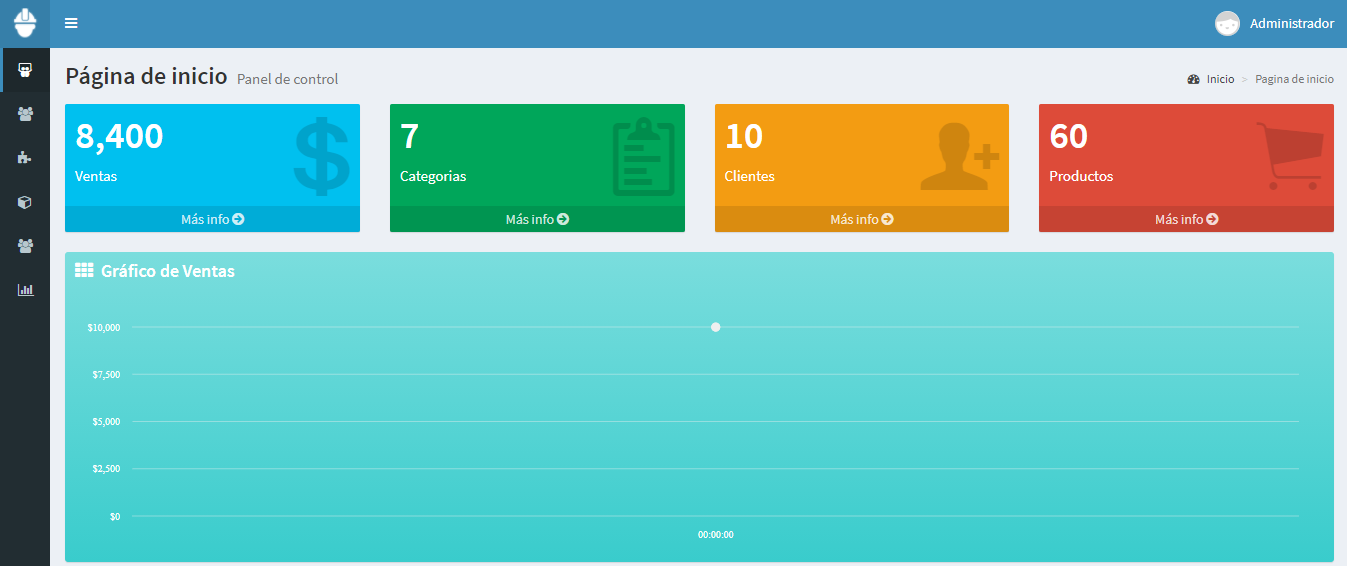 Administrador
Página de inicio Panel de control
Inicio > Pagina de inicio
8,400
Ventas
Más info
7
Categorias
Más info
10
Clientes
Más info
60
Productos
Más info
Gráfico de Ventas
$10,000
$7,500
$5,000
$2,500
$0
00:00:00